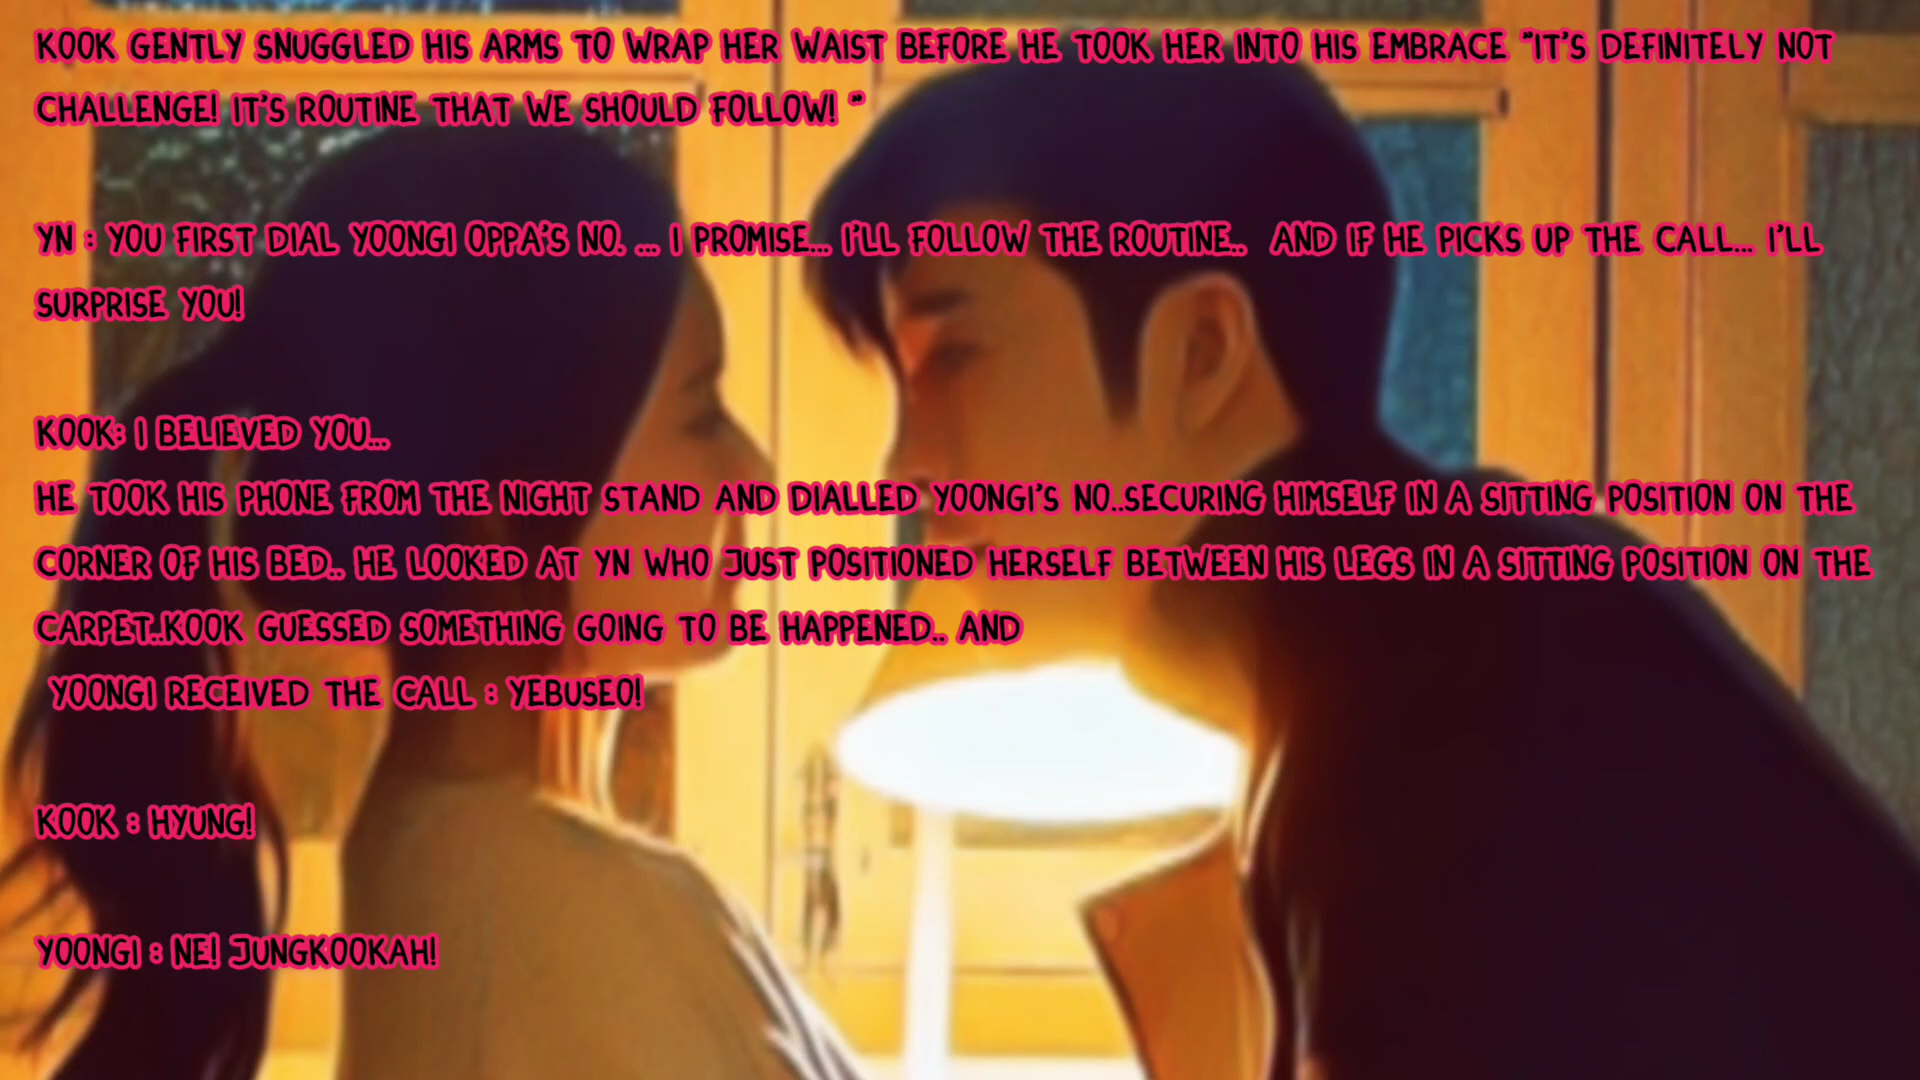 KOOK GENTLY SNUGGLED HIS ARMS TO WRAP HER WAIST BEFORE HE TOOK HER INTO HIS EMBRACE "IT'S DEFINITELY NOT
CHALLENGE! IT'S ROUTINE THAT WE SHOULD FOLLOW! "
YN : YOU FIRST DIAL YOONGI OPPA'S NO. ... I PROMISE... I'LL FOLLOW THE ROUTINE.. AND IF HE PICKS UP THE CALL... I'LL
SURPRISE YOU!
KOOK: I BELIEVED YOU...
HE TOOK HIS PHONE FROM THE NIGHT STAND AND DIALLED YOONGI'S NO..SECURING HIMSELF IN A SITTING POSITION ON THE
CORNER OF HIS BED.. HE LOOKED AT YN WHO JUST POSITIONED HERSELF BETWEEN HIS LEGS IN A SITTING POSITION ON THE
CARPET..KOOK GUESSED SOMETHING GOING TO BE HAPPENED.. AND
YOONGI RECEIVED THE CALL : YEBUSEO!
KOOK : HYUNG!
YOONGI : NE! JUNGKOOKAH!